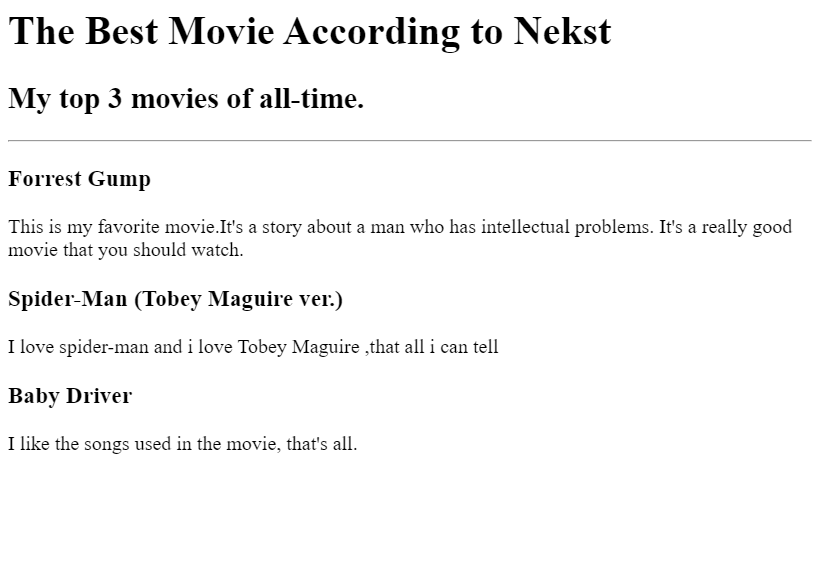 The Best Movie According to Nekst
My top 3 movies of all-time.
Forrest Gump
This is my favorite movie.It's a story about a man who has intellectual problems. It's a really good
movie that you should watch.
Spider-Man (Tobey Maguire ver.)
I love spider-man and i love Tobey Maguire ,that all i can tell
Baby Driver
I like the songs used in the movie, that's all.